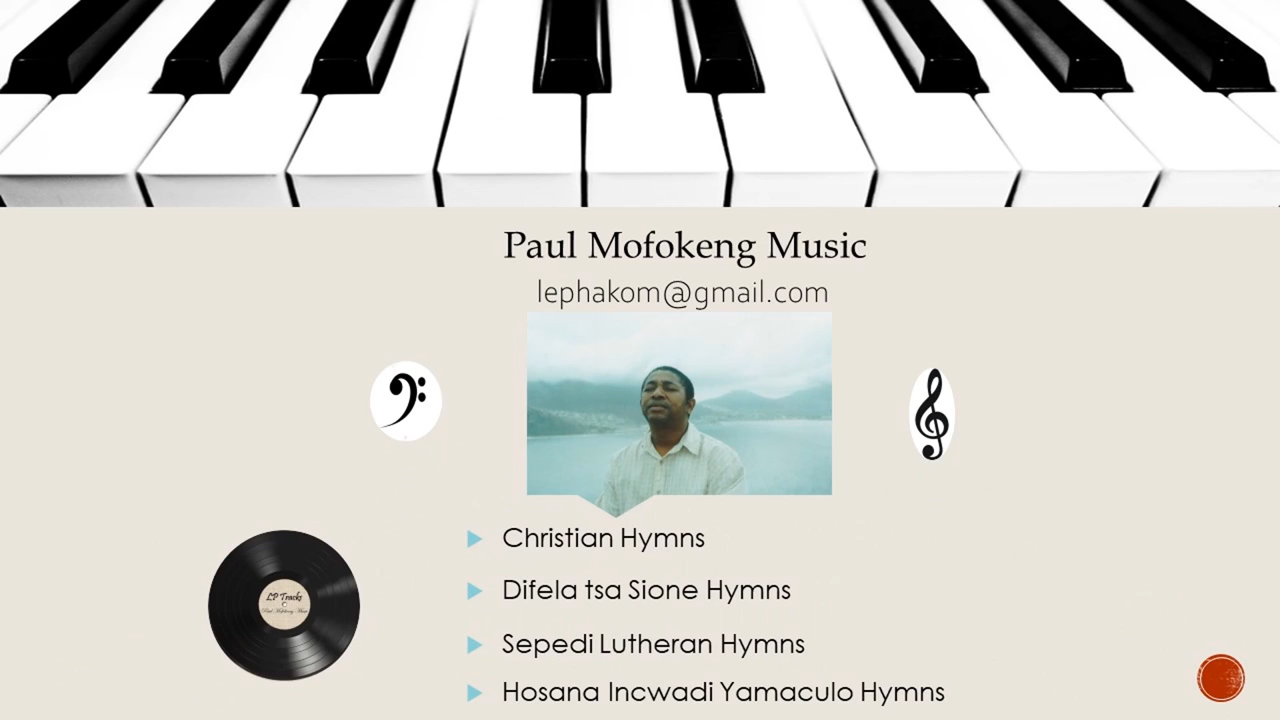 Paul Mofokeng Music
lephakom@gmail.com
Christian Hymns
Difela tsa Sione Hymns
LP Tracks
Paul Mofokeng Music
Sepedi Lutheran Hymns
Hosana Incwadi Yamaculo Hymns